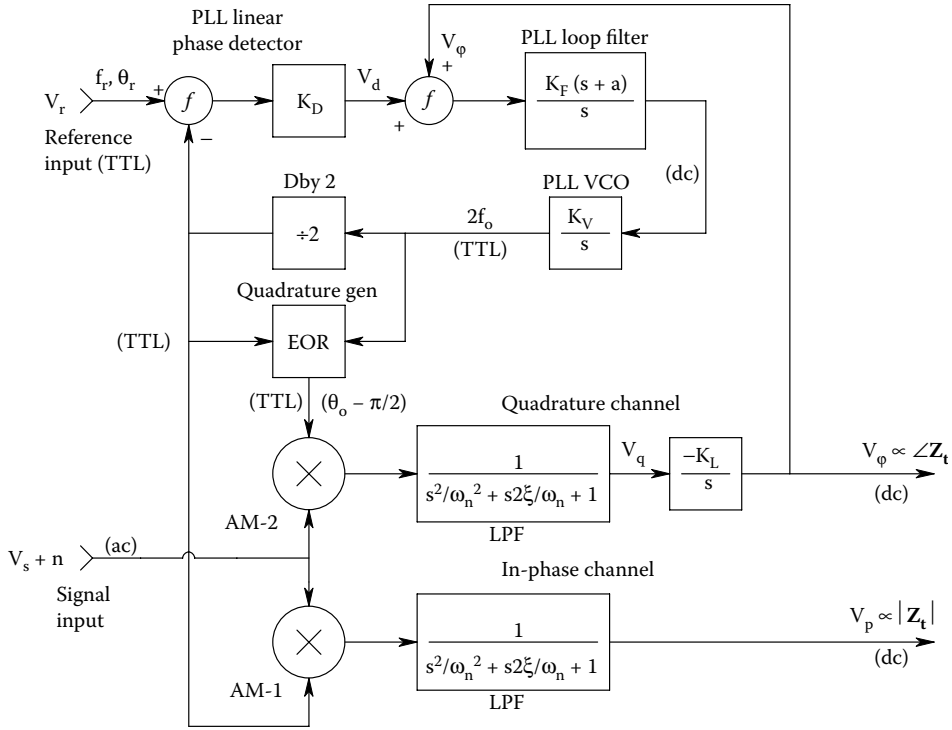 PLL linear
phase detector
f_r, θ_r
V_r
Reference
input (TTL)
+
f
−
K_D
V_d
V_φ
+
f
+
PLL loop filter
K_F (s + a)
s
(dc)
Dby 2
÷2
2f_o
(TTL)
PLL VCO
K_V
s
Quadrature gen
(TTL)
EOR
(TTL)
(θ_o − π/2)
Quadrature channel
AM-2
1
s²/ω_n² + s2ξ/ω_n + 1
LPF
V_q
−K_L
s
V_φ ∝ ∠Z_t
(dc)
V_s + n
(ac)
Signal
input
In-phase channel
AM-1
1
s²/ω_n² + s2ξ/ω_n + 1
LPF
V_p ∝ |Z_t|
(dc)